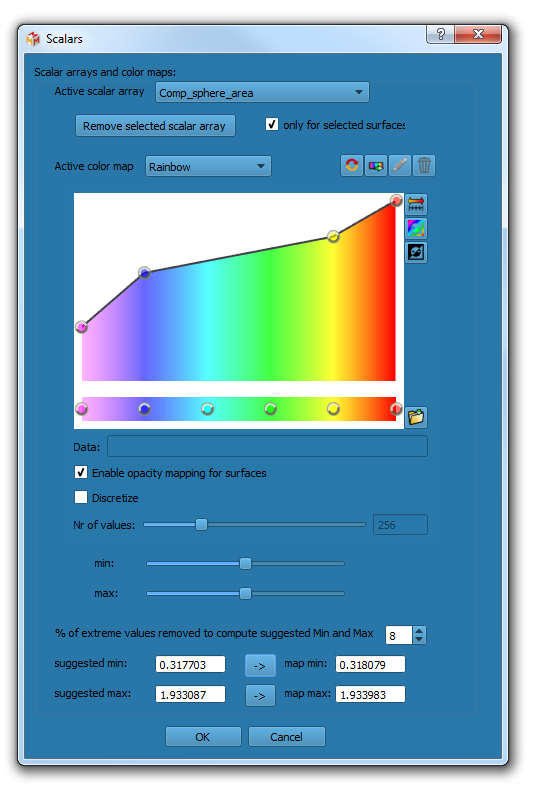 Scalars
?
Scalar arrays and color maps:
Active scalar array Comp_sphere_area
Remove selected scalar array only for selected surfaces
Active color map Rainbow
Data:
Enable opacity mapping for surfaces
Discretize
Nr of values: 256
min:
max:
% of extreme values removed to compute suggested Min and Max 8
suggested min: 0.317703 -> map min: 0.318079
suggested max: 1.933087 -> map max: 1.933983
OK Cancel